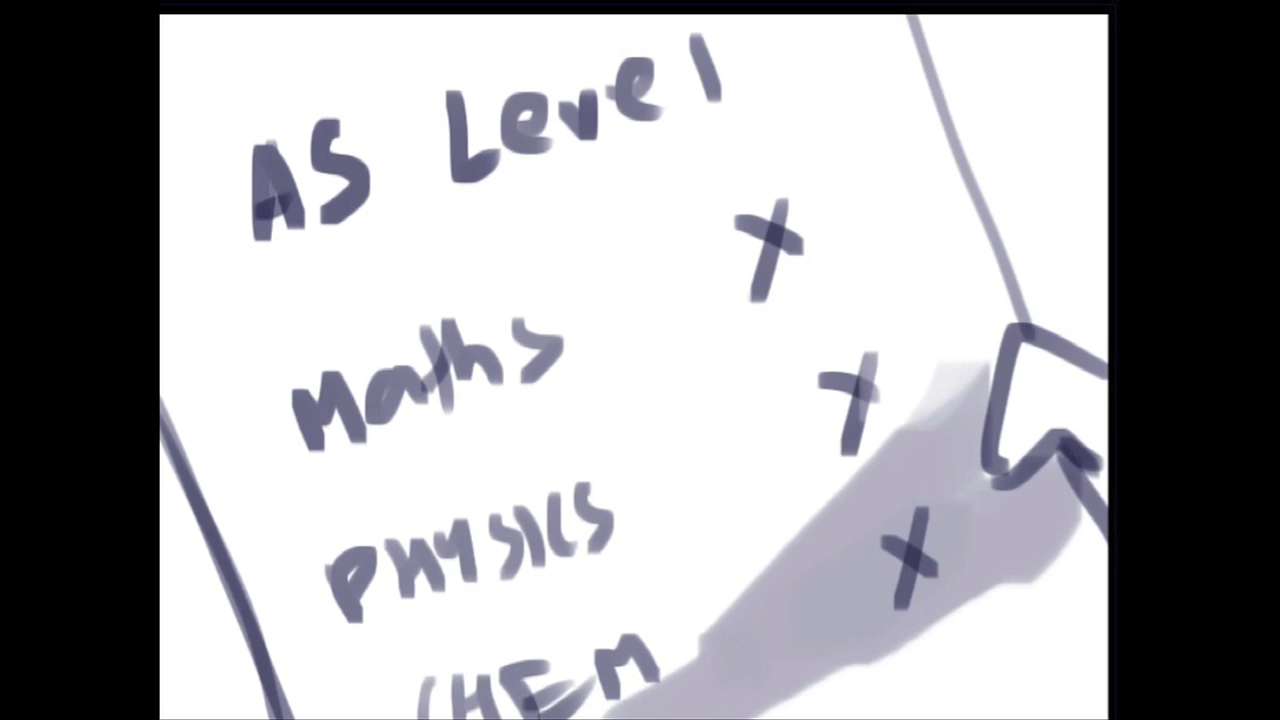 AS Level
X
Maths X
PHYSICS X
CHEM